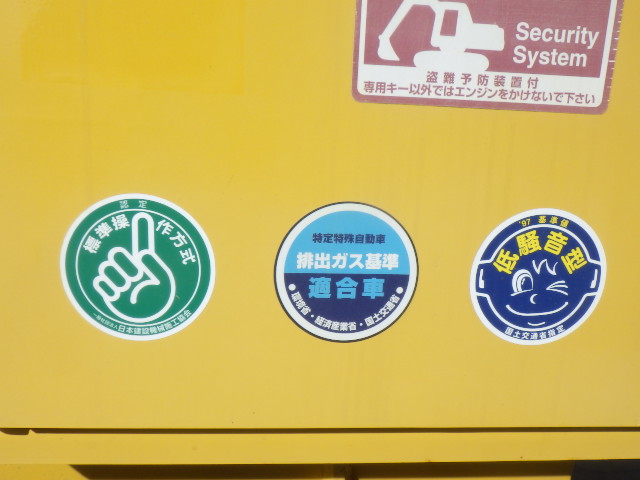 Security
System
盗難予防装置付
専用キー以外ではエンジンをかけないで下さい
認定
標準操作方式
日本建設機械施工協会
特定特殊自動車
排出ガス基準
適合車
環境省・経済産業省・国土交通省
'97 基準値
低騒音型
国土交通省指定